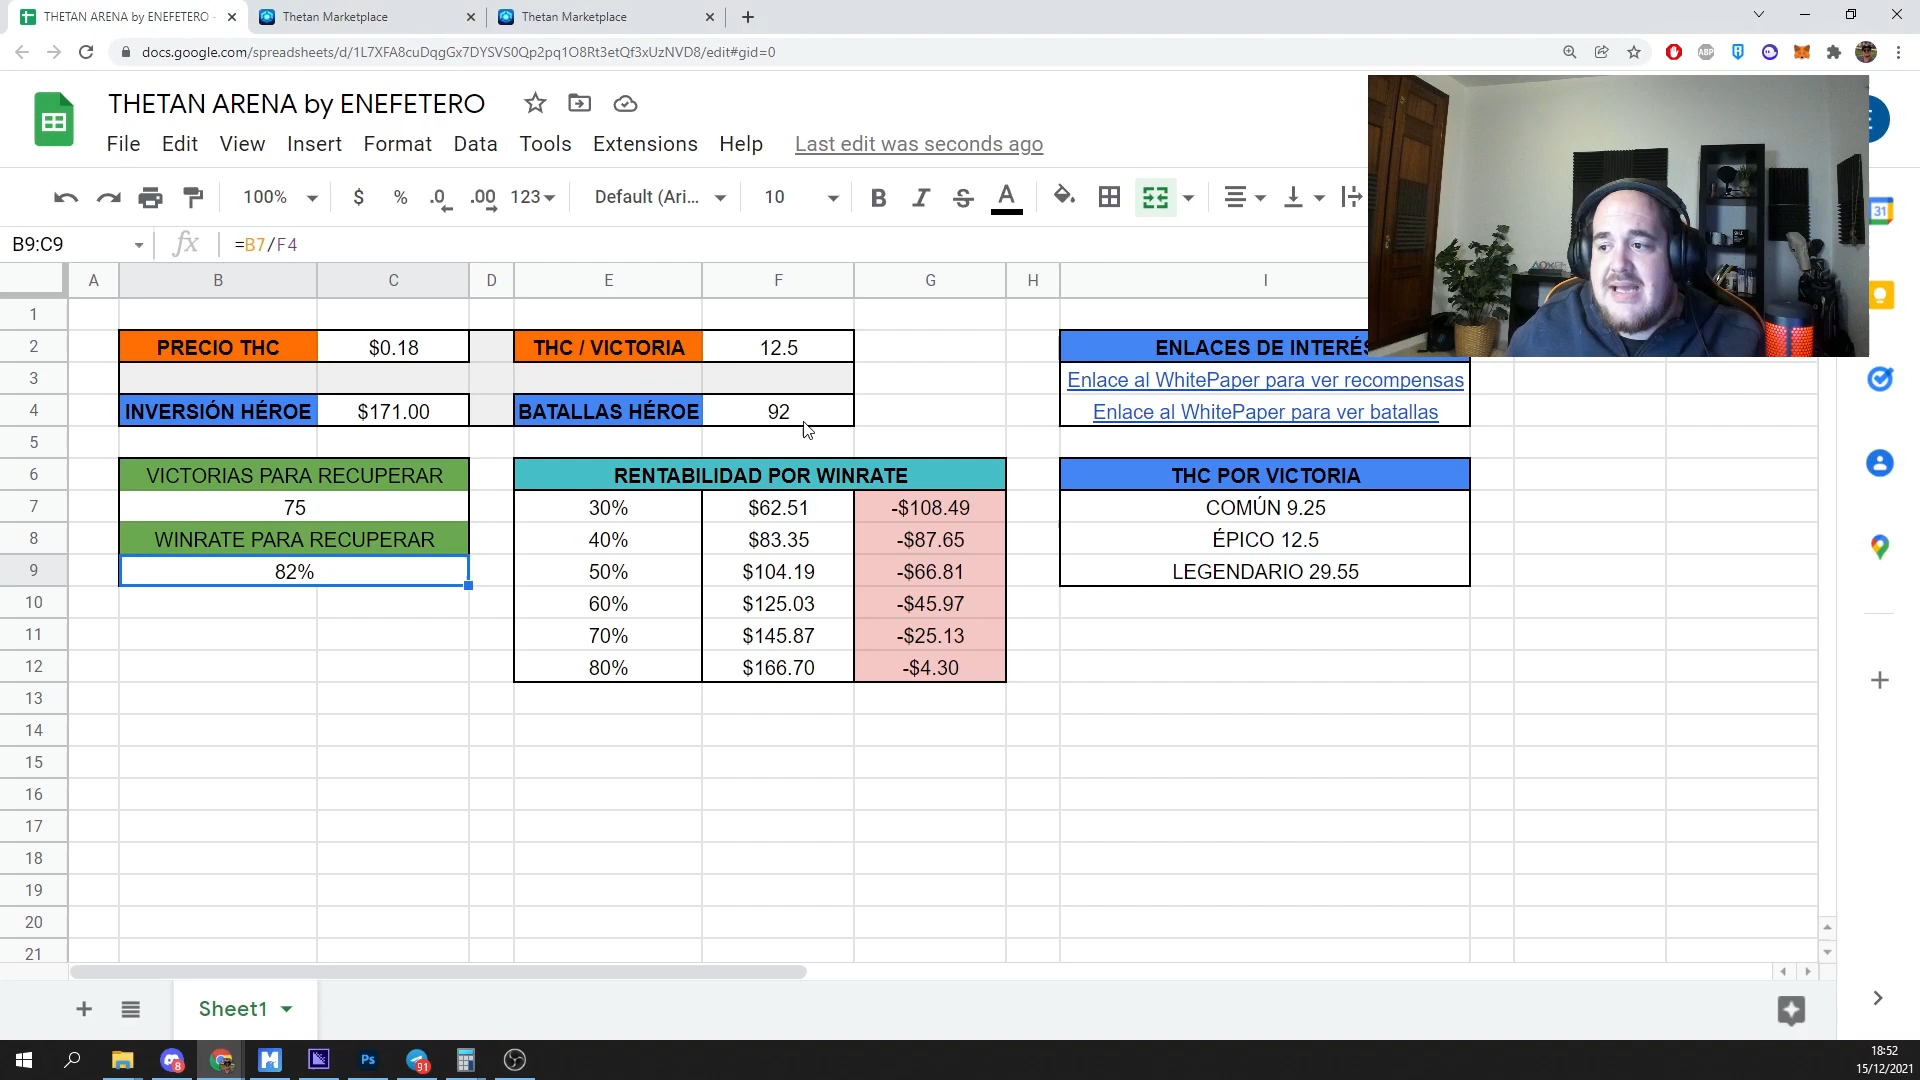 THETAN ARENA by ENEFETERO -
Thetan Marketplace
Thetan Marketplace
docs.google.com/spreadsheets/d/1L7XFA8cuDqgGx7DYSVS0Qp2pq1O8Rt3etQf3xUzNVD8/edit#gid=0
THETAN ARENA by ENEFETERO
File Edit View Insert Format Data Tools Extensions Help Last edit was seconds ago
100% $ % .0 .00 123 Default (Ari... 10 B I S A
B9:C9 fx =B7/F4
A B C D E F G H I
1
2 PRECIO THC $0.18 THC / VICTORIA 12.5 ENLACES DE INTERÉS
3 Enlace al WhitePaper para ver recompensas
4 INVERSIÓN HÉROE $171.00 BATALLAS HÉROE 92 Enlace al WhitePaper para ver batallas
5
6 VICTORIAS PARA RECUPERAR RENTABILIDAD POR WINRATE THC POR VICTORIA
7 75 30% $62.51 -$108.49 COMÚN 9.25
8 WINRATE PARA RECUPERAR 40% $83.35 -$87.65 ÉPICO 12.5
9 82% 50% $104.19 -$66.81 LEGENDARIO 29.55
10 60% $125.03 -$45.97
11 70% $145.87 -$25.13
12 80% $166.70 -$4.30
13
14
15
16
17
18
19
20
21
Sheet1
31
ABP
8
Ps
91
18:52
15/12/2021